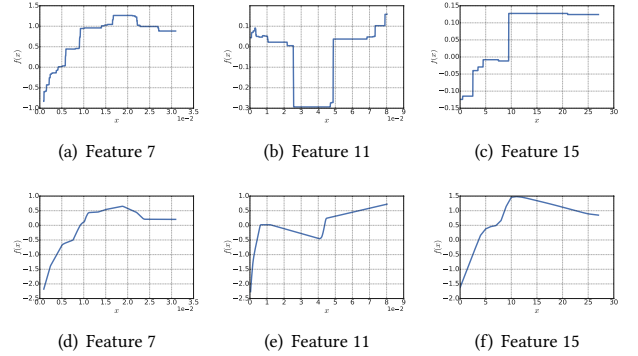 1.5
1.0
0.5
0.0
−0.5
−1.0
f(x)
0.0 0.5 1.0 1.5 2.0 2.5 3.0 3.5
x
1e−2
0.2
0.1
0.0
−0.1
−0.2
−0.3
f(x)
0 1 2 3 4 5 6 7 8 9
x
1e−2
0.15
0.10
0.05
0.00
−0.05
−0.10
−0.15
f(x)
0 5 10 15 20 25 30
x
(a) Feature 7
(b) Feature 11
(c) Feature 15
1.0
0.5
0.0
−0.5
−1.0
−1.5
−2.0
−2.5
f(x)
0.0 0.5 1.0 1.5 2.0 2.5 3.0 3.5
x
1e−2
1.0
0.5
0.0
−0.5
−1.0
−1.5
−2.0
−2.5
f(x)
0 1 2 3 4 5 6 7 8 9
x
1e−2
1.5
1.0
0.5
0.0
−0.5
−1.0
−1.5
−2.0
f(x)
0 5 10 15 20 25 30
x
(d) Feature 7
(e) Feature 11
(f) Feature 15